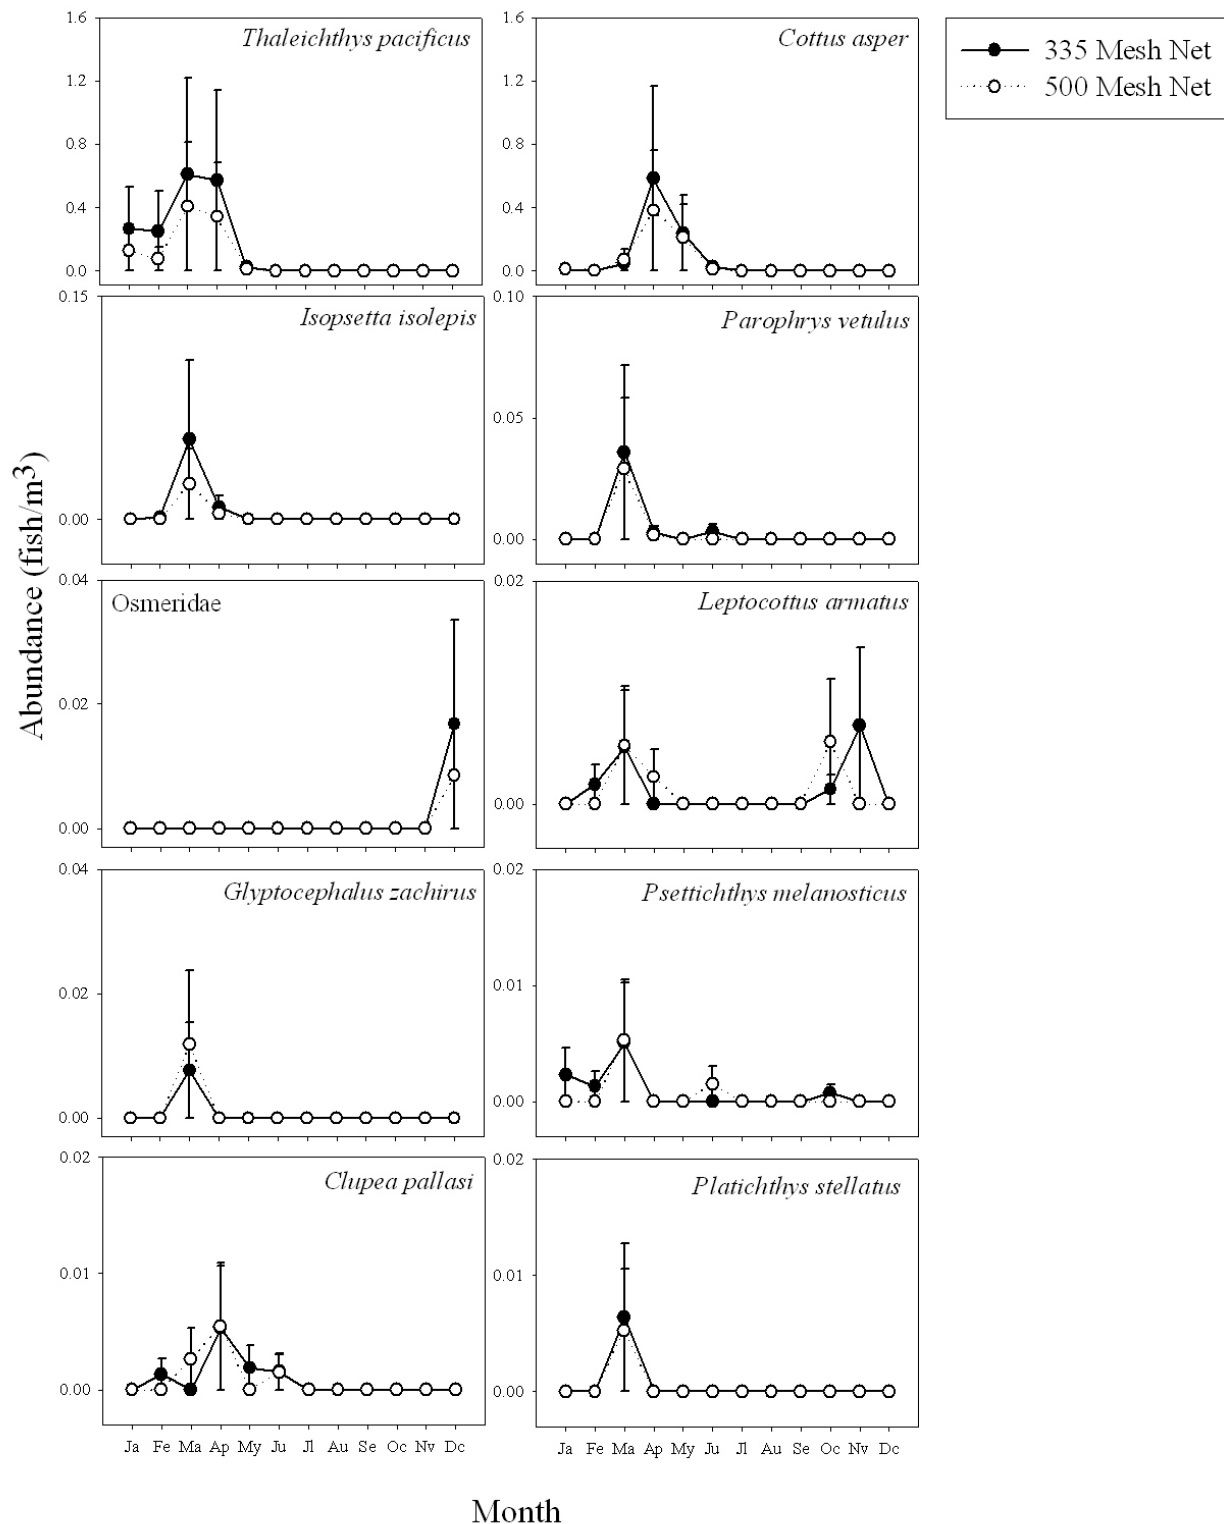 1.6
1.2
0.8
0.4
0.0
Thaleichthys pacificus
1.6
1.2
0.8
0.4
0.0
Cottus asper
335 Mesh Net
500 Mesh Net
0.15
0.00
Isopsetta isolepis
0.10
0.05
0.00
Parophrys vetulus
Abundance (fish/m3)
0.04
0.02
0.00
Osmeridae
0.02
0.00
Leptocottus armatus
0.04
0.02
0.00
Glyptocephalus zachirus
0.02
0.01
0.00
Psettichthys melanosticus
0.02
0.01
0.00
Clupea pallasi
Ja Fe Ma Ap My Ju Jl Au Se Oc Nv Dc
0.02
0.01
0.00
Platichthys stellatus
Ja Fe Ma Ap My Ju Jl Au Se Oc Nv Dc
Month